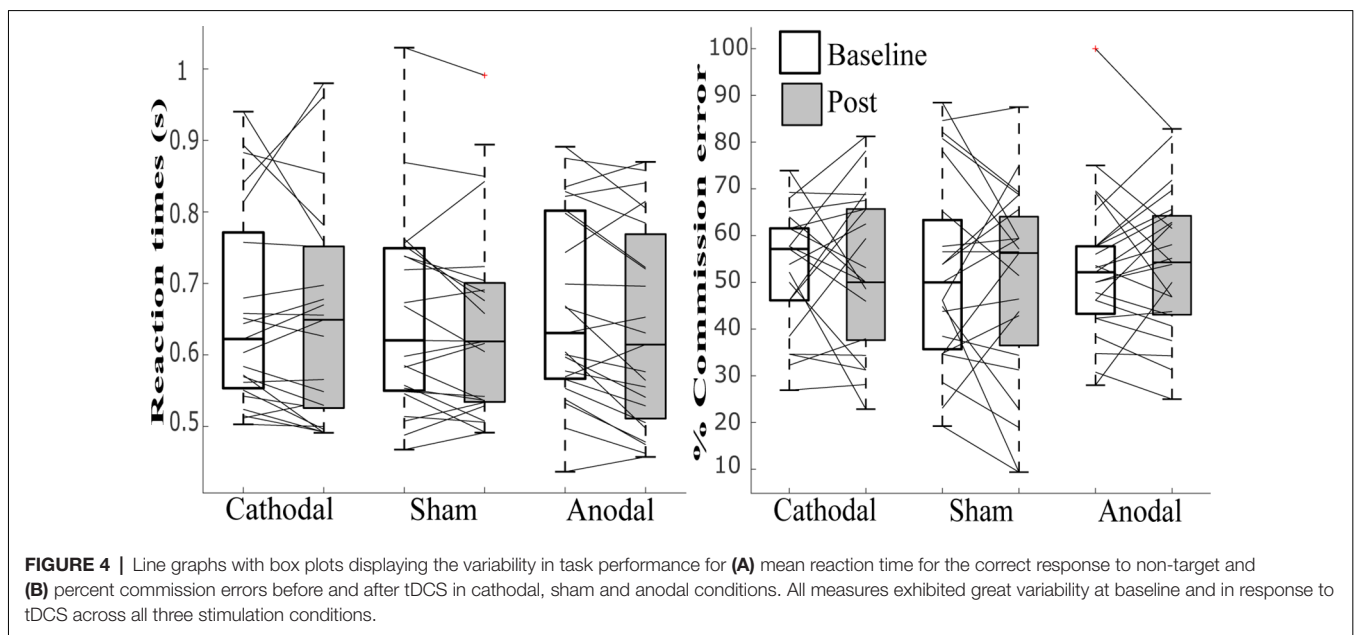 Reaction times (s)
1
0.9
0.8
0.7
0.6
0.5
Cathodal Sham Anodal
% Commission error
100
90
80
70
60
50
40
30
20
10
Baseline
Post
Cathodal Sham Anodal
FIGURE 4 | Line graphs with box plots displaying the variability in task performance for (A) mean reaction time for the correct response to non-target and
(B) percent commission errors before and after tDCS in cathodal, sham and anodal conditions. All measures exhibited great variability at baseline and in response to
tDCS across all three stimulation conditions.